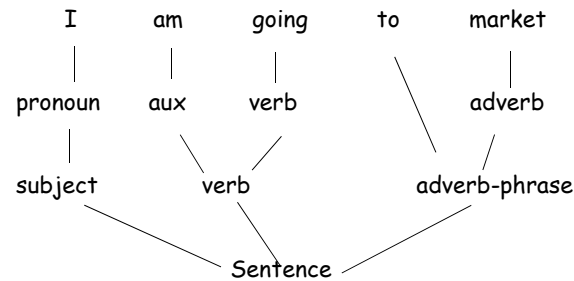 I am going to market
pronoun aux verb adverb
subject verb adverb-phrase
Sentence